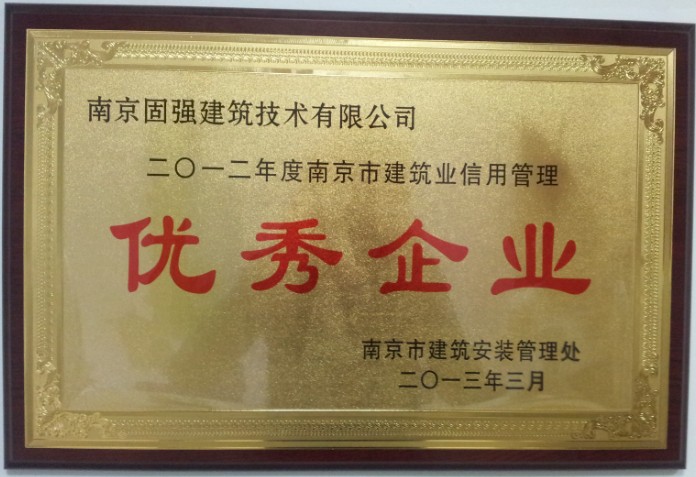 南京固强建筑技术有限公司
二〇一二年度南京市建筑业信用管理
优秀企业
南京市建筑安装管理处
二〇一三年三月